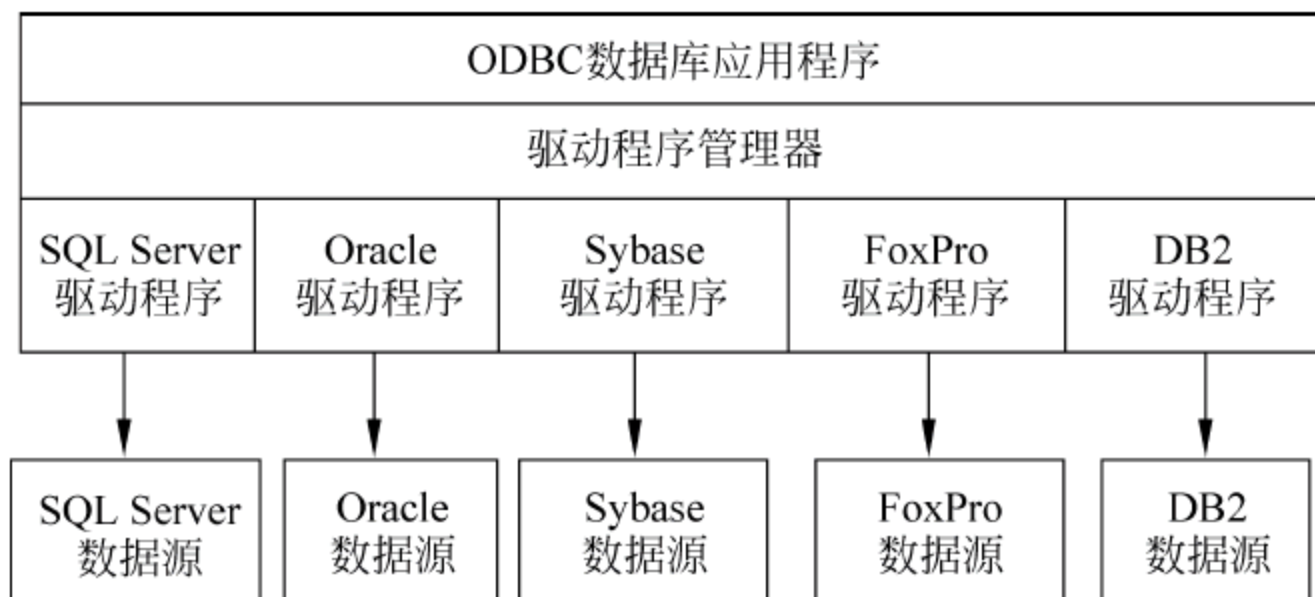 ODBC数据库应用程序
驱动程序管理器
SQL Server
驱动程序
Oracle
驱动程序
Sybase
驱动程序
FoxPro
驱动程序
DB2
驱动程序
SQL Server
数据源
Oracle
数据源
Sybase
数据源
FoxPro
数据源
DB2
数据源